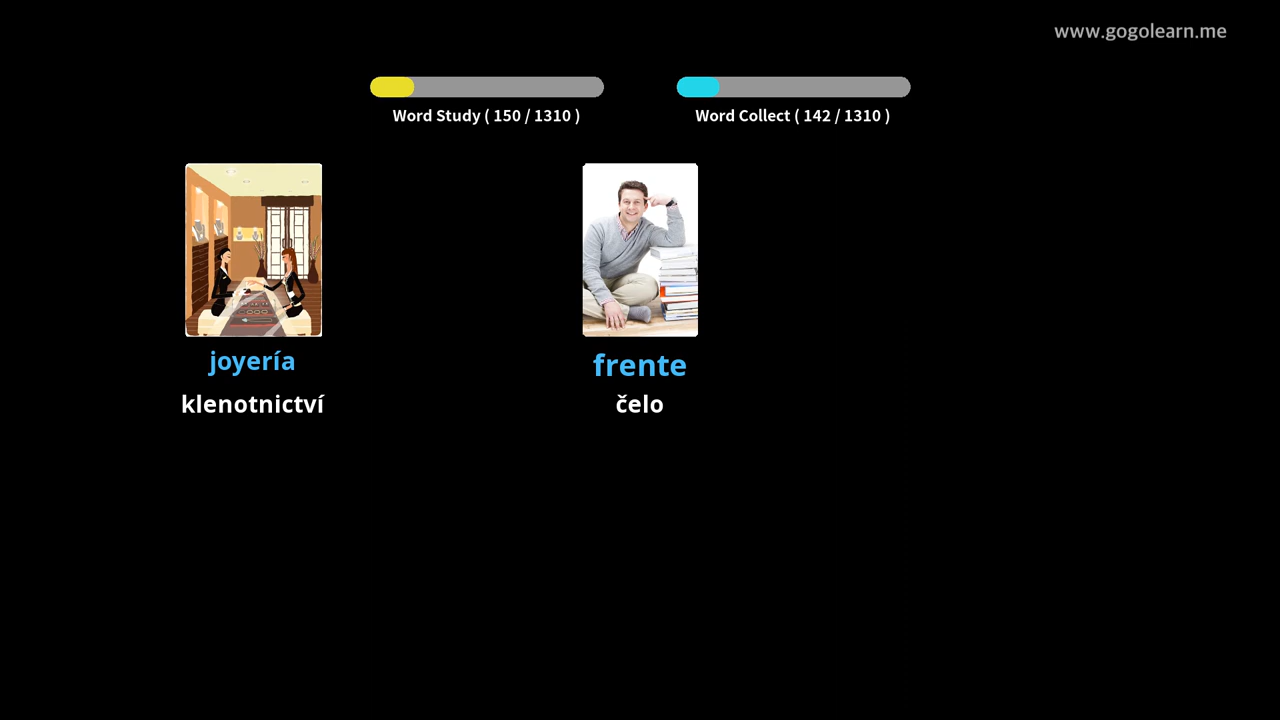 www.gogolearn.me
Word Study ( 150 / 1310 )
Word Collect ( 142 / 1310 )
joyería
klenotnictví
frente
čelo